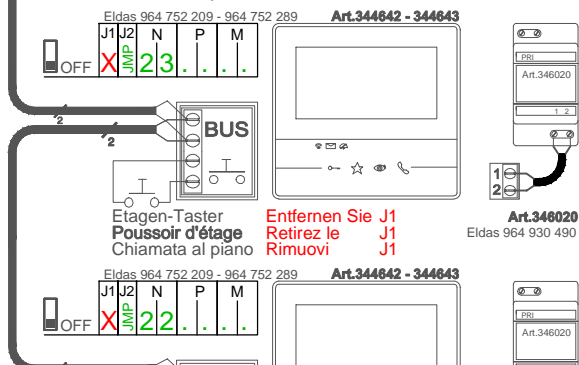 Eldas 964 752 209 - 964 752 289 Art.344642 - 344643
J1 J2 N P M
OFF X JMP 2 3 . . . .
PRI
Art.346020
1 2
2
2
BUS
1
2
Etagen-Taster Entfernen Sie J1
Poussoir d'étage Retirez le J1
Chiamata al piano Rimuovi J1
Art.346020
Eldas 964 930 490
Eldas 964 752 209 - 964 752 289 Art.344642 - 344643
J1 J2 N P M
OFF X JMP 2 2 . . . .
PRI
Art.346020